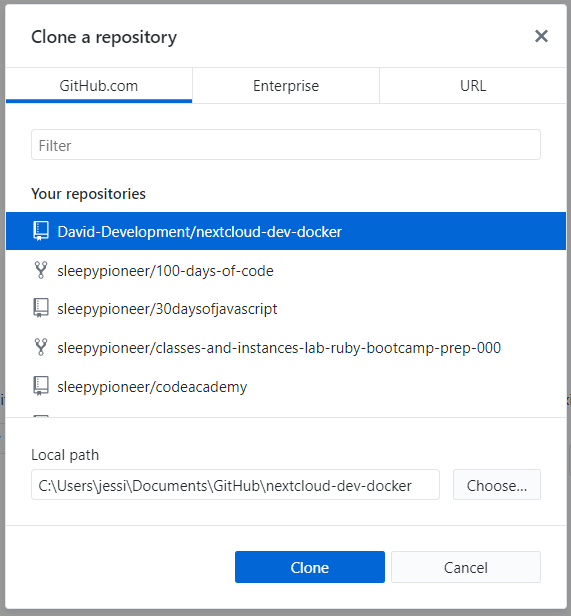 Clone a repository
GitHub.com
Enterprise
URL
Filter
Your repositories
David-Development/nextcloud-dev-docker
sleepypioneer/100-days-of-code
sleepypioneer/30daysofjavascript
sleepypioneer/classes-and-instances-lab-ruby-bootcamp-prep-000
sleepypioneer/codeacademy
Local path
C:\Users\jessi\Documents\GitHub\nextcloud-dev-docker
Choose...
Clone
Cancel